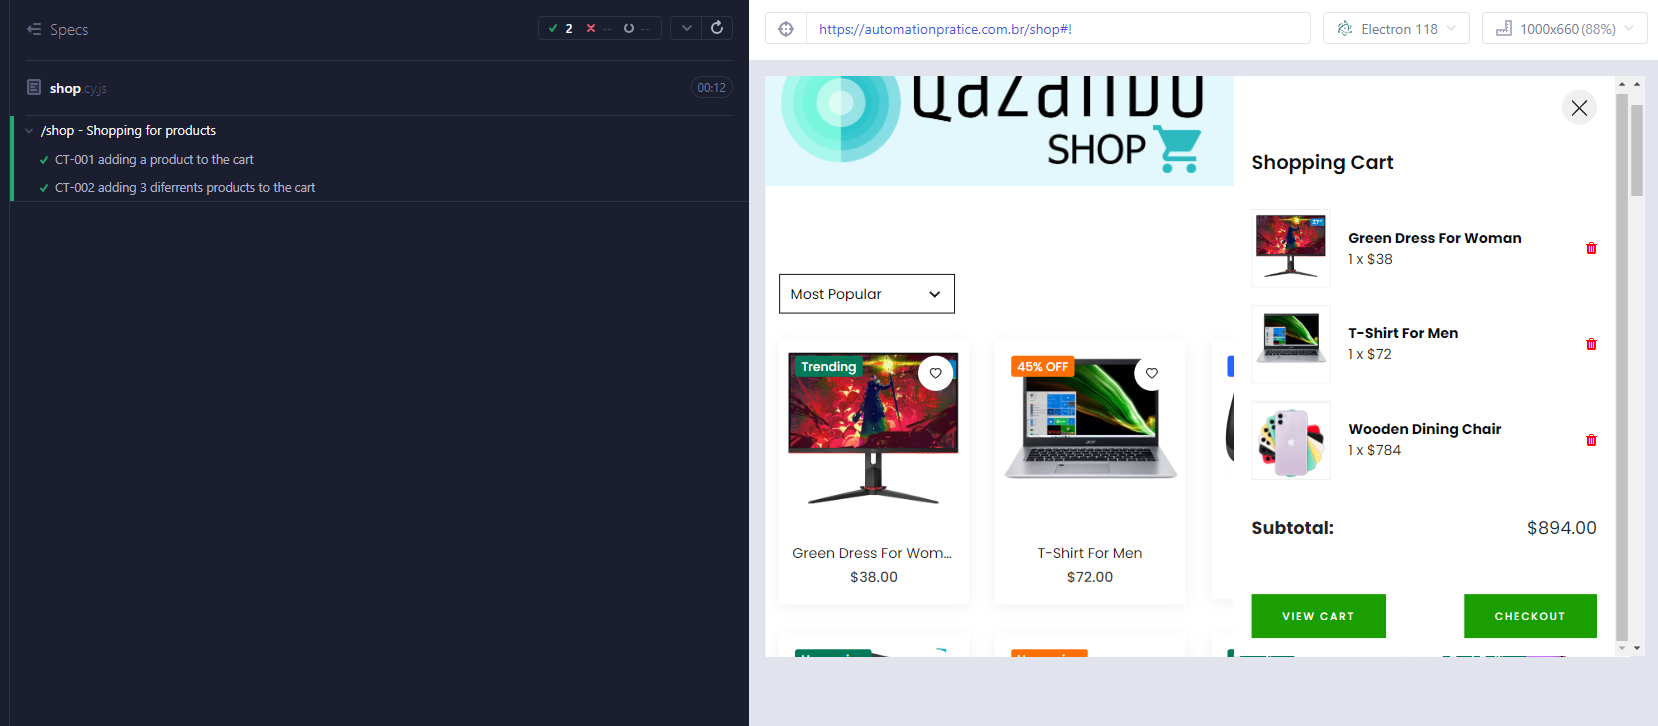 Specs
2 -- --
shop.cy.js
00:12
/shop - Shopping for products
CT-001 adding a product to the cart
CT-002 adding 3 diferrents products to the cart
https://automationpratice.com.br/shop#!
Electron 118
1000x660 (88%)
QaZanDo
SHOP
Most Popular
Trending
Green Dress For Wom...
$38.00
45% OFF
T-Shirt For Men
$72.00
Shopping Cart
27"
Green Dress For Woman
1 x $38
T-Shirt For Men
1 x $72
Wooden Dining Chair
1 x $784
Subtotal:
$894.00
VIEW CART
CHECKOUT